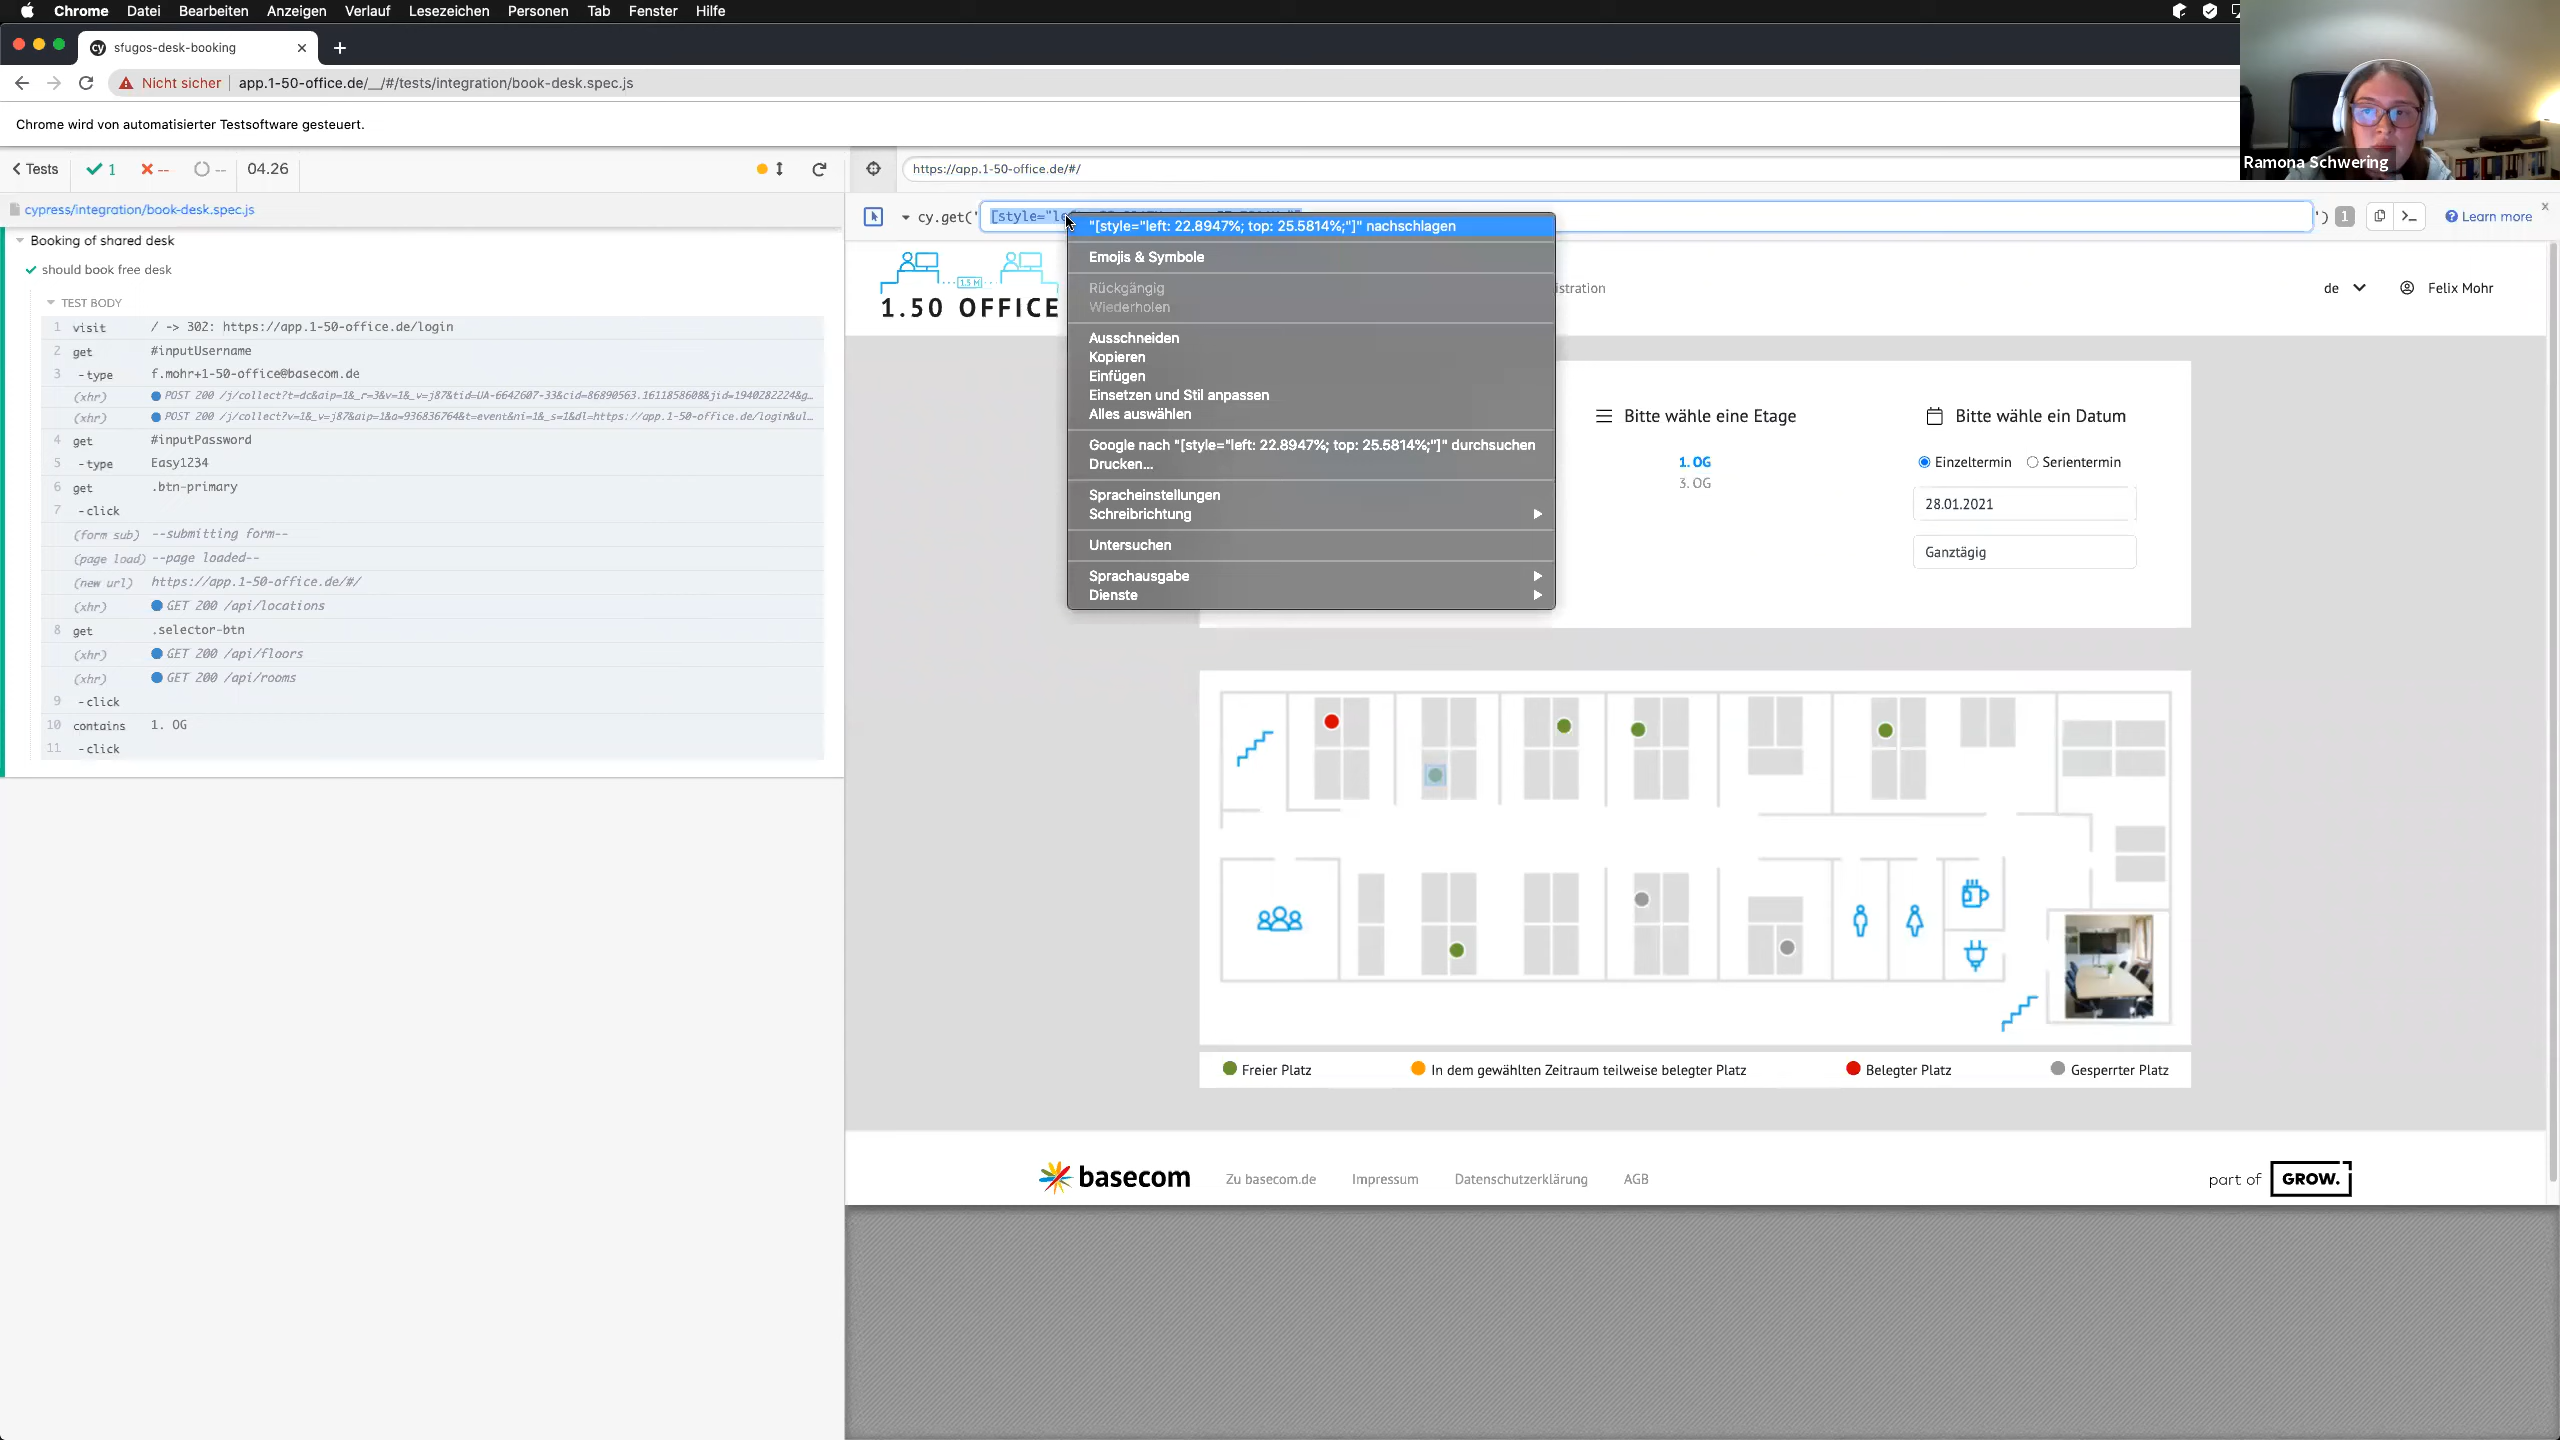 Chrome Datei Bearbeiten Anzeigen Verlauf Lesezeichen Personen Tab Fenster Hilfe
sfugos-desk-booking
Nicht sicher app.1-50-office.de/__/#/tests/integration/book-desk.spec.js
Chrome wird von automatisierter Testsoftware gesteuert.
Ramona Schwering
Tests 1 -- -- 04.26
https://app.1-50-office.de/#/
cypress/integration/book-desk.spec.js
cy.get(' ') 1 Learn more
Booking of shared desk
should book free desk
TEST BODY
1 visit / -> 302: https://app.1-50-office.de/login
2 get #inputUsername
3 -type f.mohr+1-50-office@basecom.de
(xhr) POST 200 /j/collect?t=dc&aip=1&_r=3&v=1&_v=j87&tid=UA-6642607-33&cid=86890563.1611858608&jid=1940282224&g...
(xhr) POST 200 /j/collect?v=1&_v=j87&aip=1&a=936836764&t=event&ni=1&_s=1&dl=https://app.1-50-office.de/login&ul...
4 get #inputPassword
5 -type Easy1234
6 get .btn-primary
7 -click
(form sub) --submitting form--
(page load) --page loaded--
(new url) https://app.1-50-office.de/#/
(xhr) GET 200 /api/locations
8 get .selector-btn
(xhr) GET 200 /api/floors
(xhr) GET 200 /api/rooms
9 -click
10 contains 1. OG
11 -click
"[style="left: 22.8947%; top: 25.5814%;"]" nachschlagen
Emojis & Symbole
Rückgängig
Wiederholen
Ausschneiden
Kopieren
Einfügen
Einsetzen und Stil anpassen
Alles auswählen
Google nach "[style="left: 22.8947%; top: 25.5814%;"]" durchsuchen
Drucken...
Spracheinstellungen
Schreibrichtung
Untersuchen
Sprachausgabe
Dienste
1.5 M
1.50 OFFICE
istration
de Felix Mohr
Bitte wähle eine Etage
1. OG
3. OG
Bitte wähle ein Datum
Einzeltermin Serientermin
28.01.2021
Ganztägig
Freier Platz In dem gewählten Zeitraum teilweise belegter Platz Belegter Platz Gesperrter Platz
basecom Zu basecom.de Impressum Datenschutzerklärung AGB part of GROW.